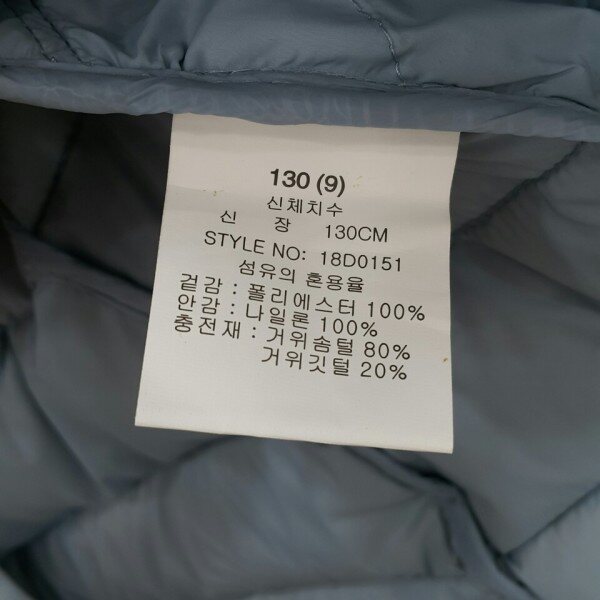 130 (9)
신체치수
신 장 130CM
STYLE NO: 18D0151
섬유의 혼용율
겉감 : 폴리에스터 100%
안감 : 나일론 100%
충전재 : 거위솜털 80%
거위깃털 20%